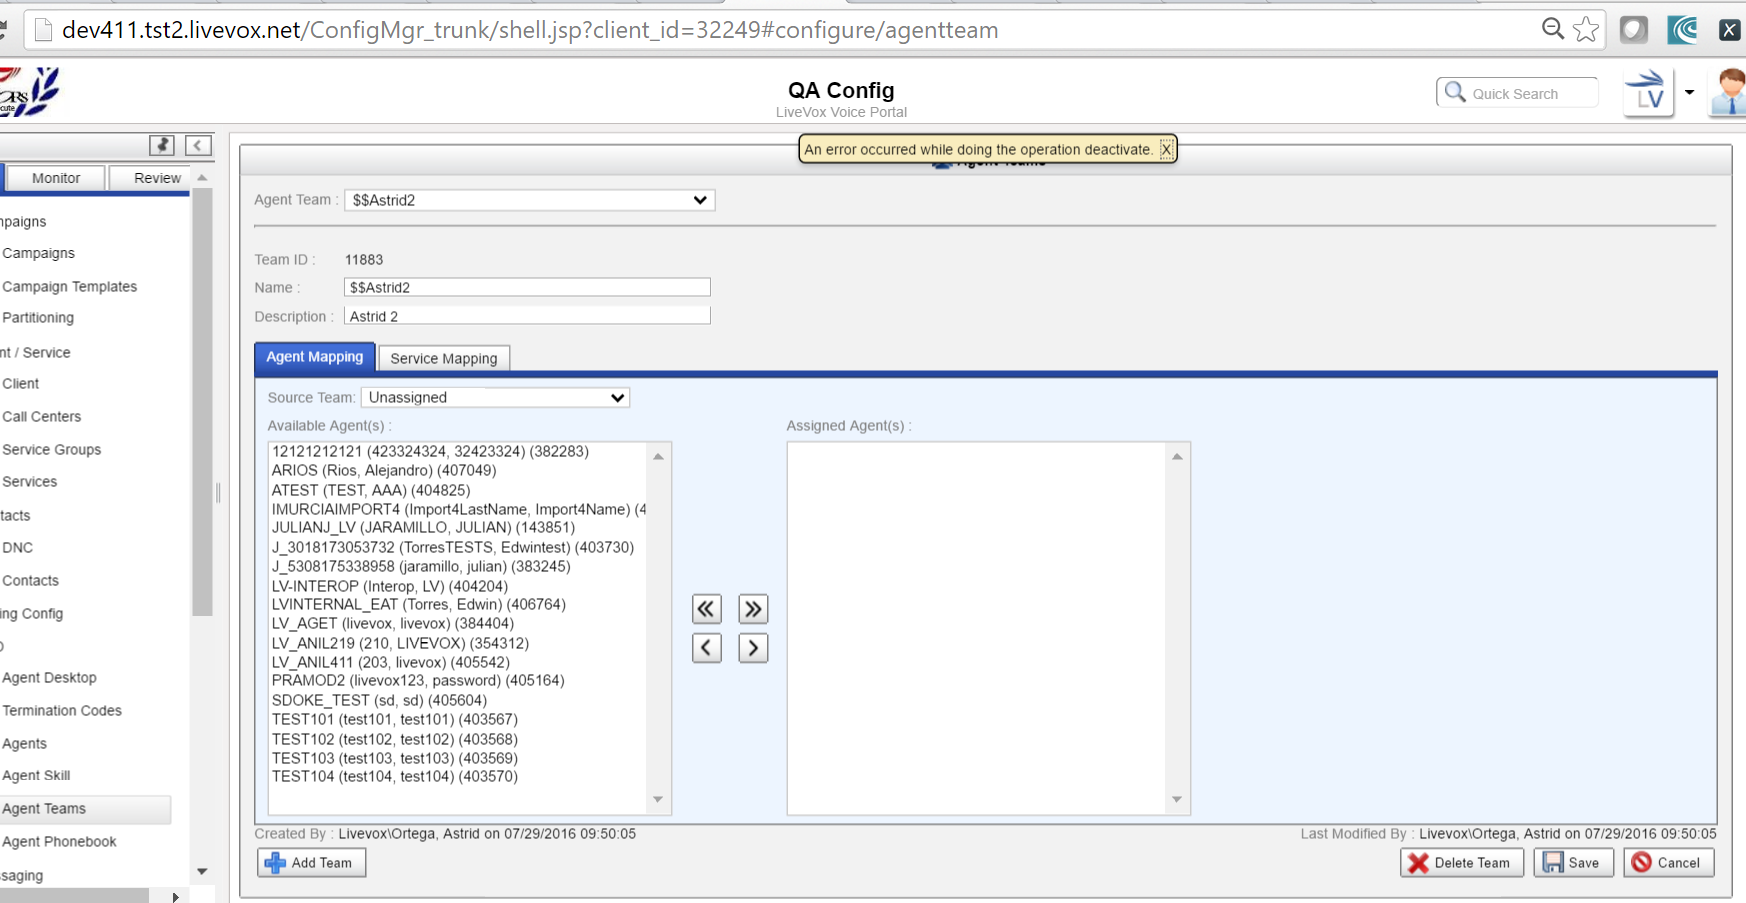 dev411.tst2.livevox.net/ConfigMgr_trunk/shell.jsp?client_id=32249#configure/agentteam
QA Config
LiveVox Voice Portal
Quick Search
LV
An error occurred while doing the operation deactivate. X
Monitor
Review
Agent Team :
$$Astrid2
Team ID :
11883
Name :
$$Astrid2
Description :
Astrid 2
Agent Mapping
Service Mapping
Source Team:
Unassigned
Available Agent(s) :
Assigned Agent(s) :
12121212121 (423324324, 32423324) (382283)
ARIOS (Rios, Alejandro) (407049)
ATEST (TEST, AAA) (404825)
IMURCIAIMPORT4 (Import4LastName, Import4Name) (4
JULIANJ_LV (JARAMILLO, JULIAN) (143851)
J_3018173053732 (TorresTESTS, Edwintest) (403730)
J_5308175338958 (jaramillo, julian) (383245)
LV-INTEROP (Interop, LV) (404204)
LVINTERNAL_EAT (Torres, Edwin) (406764)
LV_AGET (livevox, livevox) (384404)
LV_ANIL219 (210, LIVEVOX) (354312)
LV_ANIL411 (203, livevox) (405542)
PRAMOD2 (livevox123, password) (405164)
SDOKE_TEST (sd, sd) (405604)
TEST101 (test101, test101) (403567)
TEST102 (test102, test102) (403568)
TEST103 (test103, test103) (403569)
TEST104 (test104, test104) (403570)
Created By : Livevox\Ortega, Astrid on 07/29/2016 09:50:05
Last Modified By : Livevox\Ortega, Astrid on 07/29/2016 09:50:05
Add Team
Delete Team
Save
Cancel
npaigns
Campaigns
Campaign Templates
Partitioning
nt / Service
Client
Call Centers
Service Groups
Services
tacts
DNC
Contacts
ing Config
Agent Desktop
Termination Codes
Agents
Agent Skill
Agent Teams
Agent Phonebook
ssaging